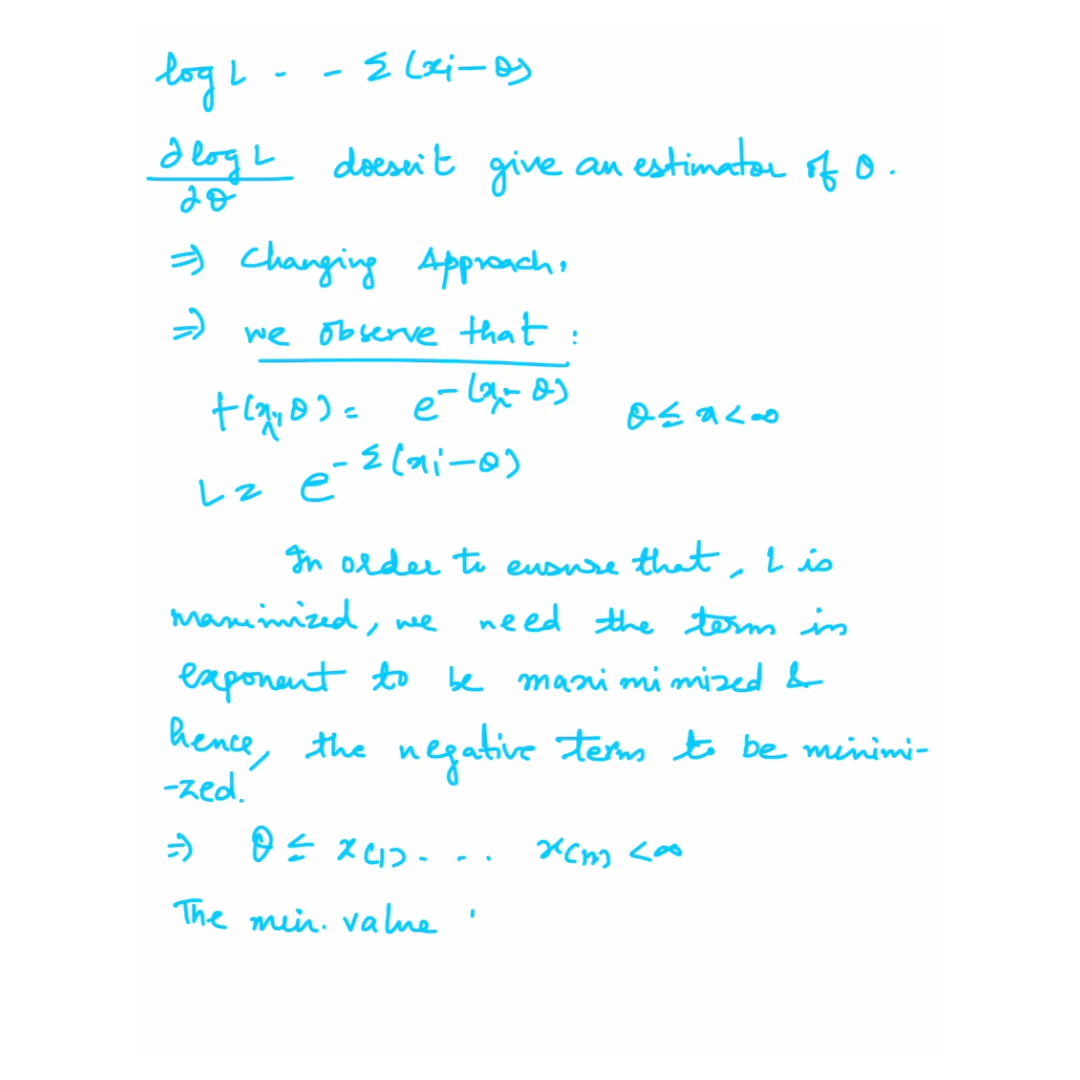 log L - - Σ (xi - θ)
∂ log L / ∂θ doesn't give an estimator of θ.
⇒ Changing Approach,
⇒ we observe that :
f(xi, θ) = e^-(xi - θ) θ ≤ x < ∞
L = e^-Σ(xi - θ)
In order to ensure that, L is
maximized, we need the term in
exponent to be maximimized &
hence, the negative term to be minimi-
-zed.
⇒ θ ≤ x(1) . . . . x(n) < ∞
The min. value '